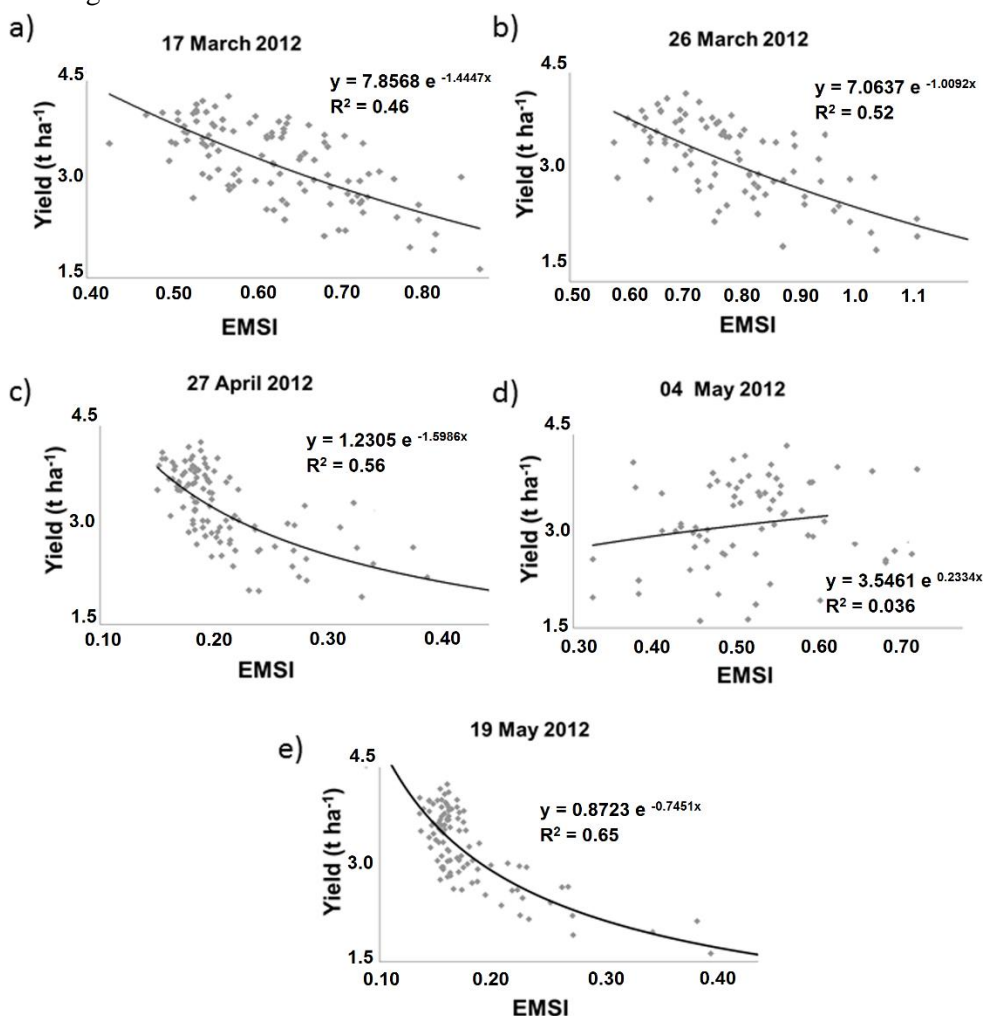 a)
17 March 2012
y = 7.8568 e -1.4447x
R² = 0.46
Yield (t ha-1)
4.5
3.0
1.5
0.40 0.50 0.60 0.70 0.80
EMSI
b)
26 March 2012
y = 7.0637 e -1.0092x
R² = 0.52
Yield (t ha-1)
4.5
3.0
1.5
0.50 0.60 0.70 0.80 0.90 1.0 1.1
EMSI
c)
27 April 2012
y = 1.2305 e -1.5986x
R² = 0.56
Yield (t ha-1)
4.5
3.0
1.5
0.10 0.20 0.30 0.40
EMSI
d)
04 May 2012
Yield (t ha-1)
4.5
3.0
1.5
y = 3.5461 e 0.2334x
R² = 0.036
0.30 0.40 0.50 0.60 0.70
EMSI
e)
19 May 2012
y = 0.8723 e -0.7451x
R² = 0.65
Yield (t ha-1)
4.5
3.0
1.5
0.10 0.20 0.30 0.40
EMSI